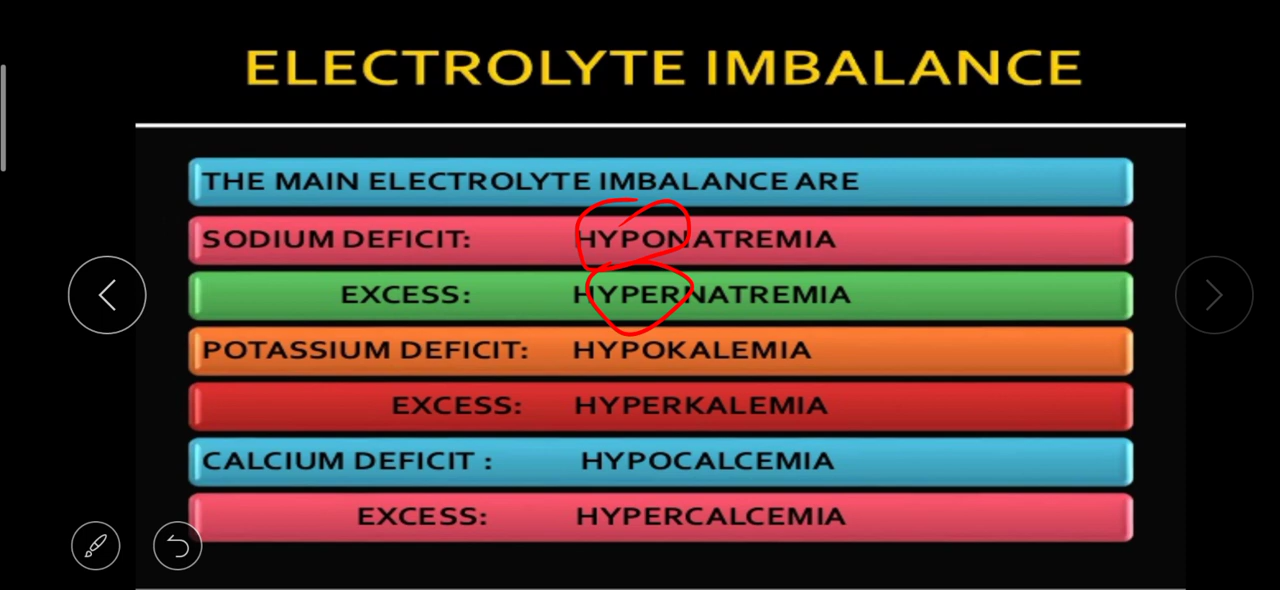 ELECTROLYTE IMBALANCE
THE MAIN ELECTROLYTE IMBALANCE ARE
SODIUM DEFICIT: HYPONATREMIA
EXCESS: HYPERNATREMIA
POTASSIUM DEFICIT: HYPOKALEMIA
EXCESS: HYPERKALEMIA
CALCIUM DEFICIT : HYPOCALCEMIA
EXCESS: HYPERCALCEMIA